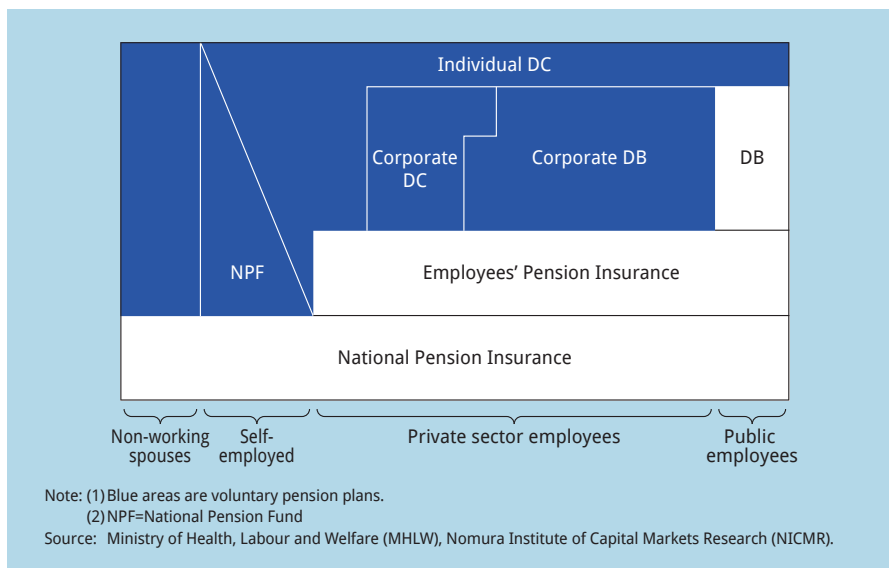 Individual DC
Corporate
DC
Corporate DB
DB
NPF
Employees’ Pension Insurance
National Pension Insurance
Non-working
spouses
Self-
employed
Private sector employees
Public
employees
Note: (1) Blue areas are voluntary pension plans.
(2) NPF=National Pension Fund
Source: Ministry of Health, Labour and Welfare (MHLW), Nomura Institute of Capital Markets Research (NICMR).